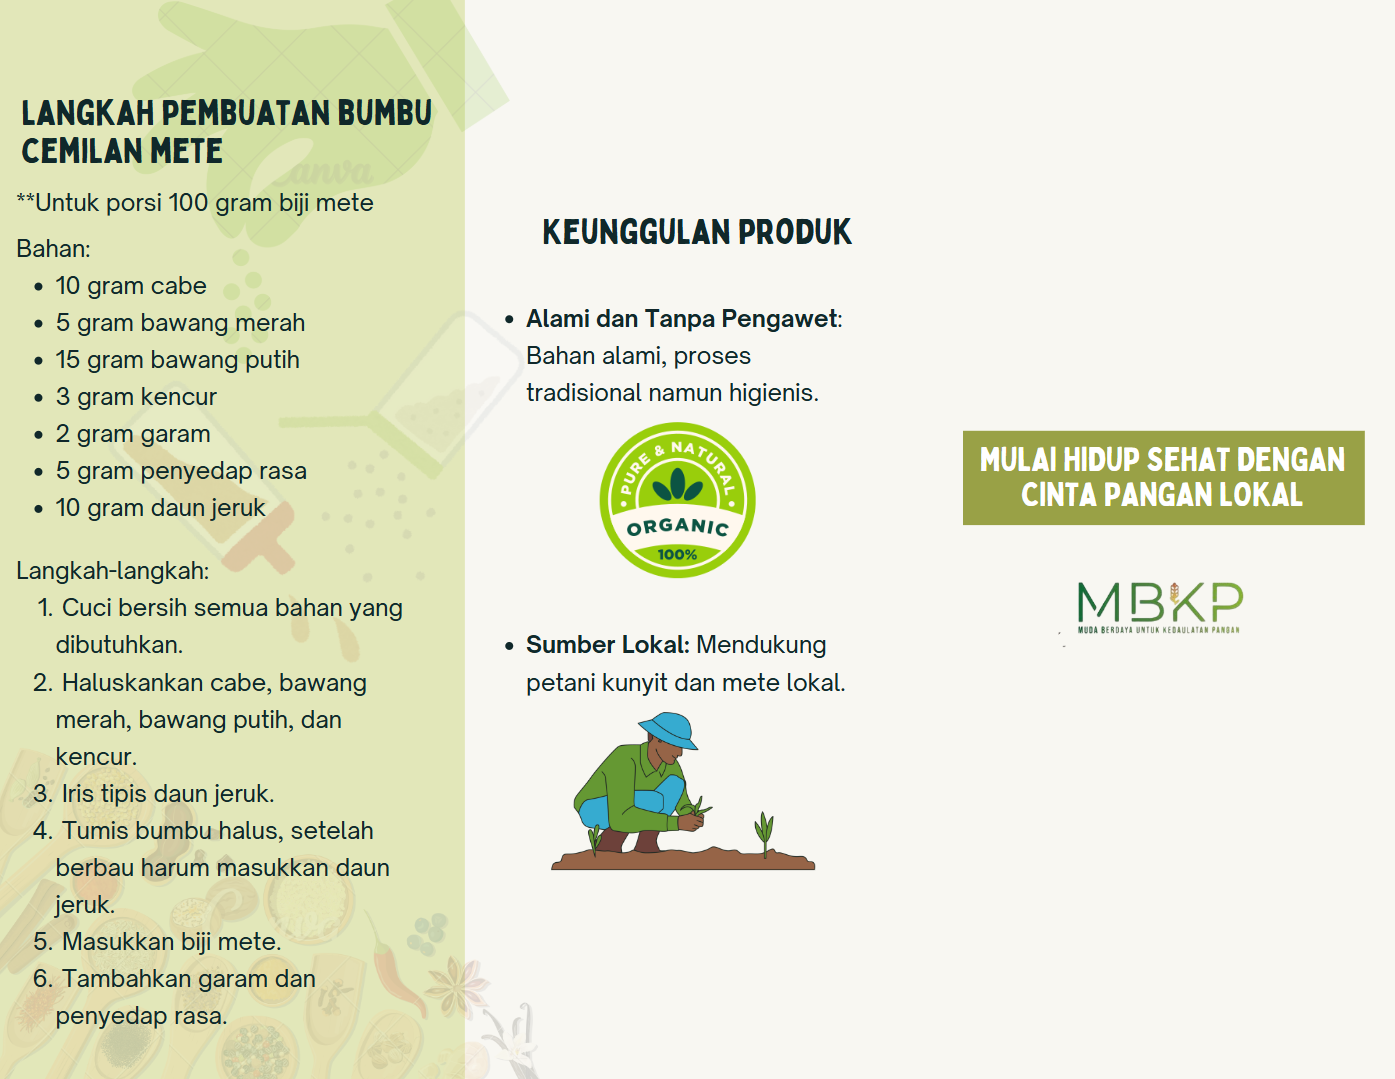 LANGKAH PEMBUATAN BUMBU
CEMILAN METE
**Untuk porsi 100 gram biji mete
Bahan:
• 10 gram cabe
• 5 gram bawang merah
• 15 gram bawang putih
• 3 gram kencur
• 2 gram garam
• 5 gram penyedap rasa
• 10 gram daun jeruk
Langkah-langkah:
1. Cuci bersih semua bahan yang
dibutuhkan.
2. Haluskankan cabe, bawang
merah, bawang putih, dan
kencur.
3. Iris tipis daun jeruk.
4. Tumis bumbu halus, setelah
berbau harum masukkan daun
jeruk.
5. Masukkan biji mete.
6. Tambahkan garam dan
penyedap rasa.
Canva
KEUNGGULAN PRODUK
• Alami dan Tanpa Pengawet:
Bahan alami, proses
tradisional namun higienis.
PURE & NATURAL
ORGANIC
100%
• Sumber Lokal: Mendukung
petani kunyit dan mete lokal.
MULAI HIDUP SEHAT DENGAN
CINTA PANGAN LOKAL
MBKP
MUDA BERDAYA UNTUK KEDAULATAN PANGAN